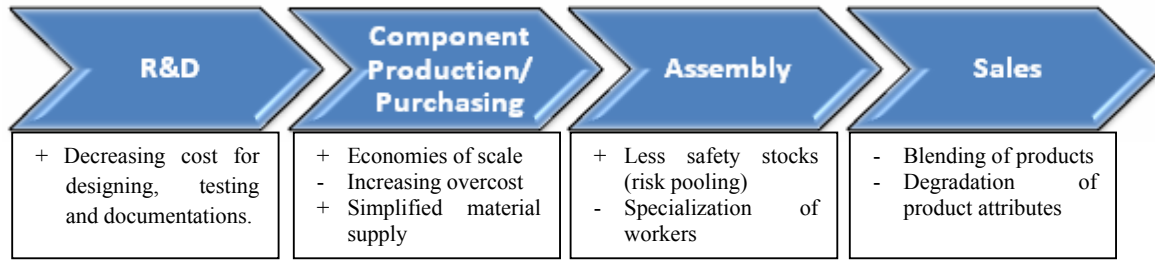 R&D
Component
Production/
Purchasing
Assembly
Sales
+ Decreasing cost for
designing, testing
and documentations.
+ Economies of scale
- Increasing overcost
+ Simplified material
supply
+ Less safety stocks
(risk pooling)
- Specialization of
workers
- Blending of products
- Degradation of
product attributes